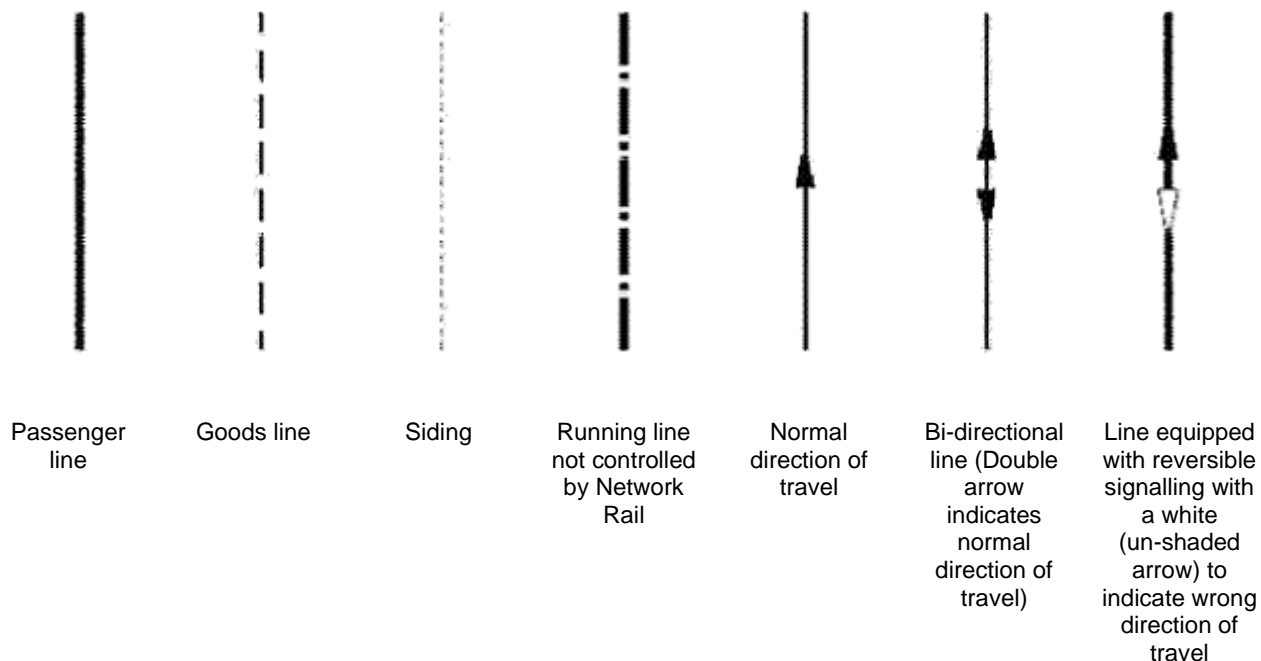 Passenger
line
Goods line
Siding
Running line
not controlled
by Network
Rail
Normal
direction of
travel
Bi-directional
line (Double
arrow
indicates
normal
direction of
travel)
Line equipped
with reversible
signalling with
a white
(un-shaded
arrow) to
indicate wrong
direction of
travel